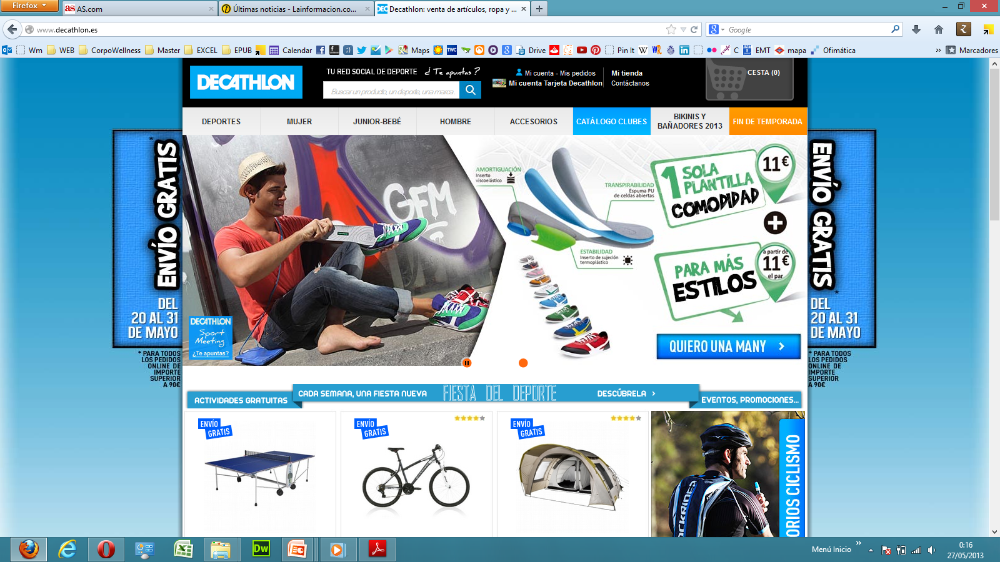 Firefox
AS.com
Últimas noticias - Lainformacion.co...
Decathlon: venta de artículos, ropa y ...
www.decathlon.es
Google
Wm
WEB
CorpoWellness
Master
EXCEL
EPUB
Calendar
Maps
Drive
Pin It
C
EMT
mapa
Ofimática
Marcadores
DECATHLON
TU RED SOCIAL DE DEPORTE ¿Te apuntas?
Buscar un producto, un deporte, una marca
Mi cuenta - Mis pedidos
Mi cuenta Tarjeta Decathlon
Mi tienda
Contáctanos
CESTA (0)
DEPORTES
MUJER
JUNIOR-BEBÉ
HOMBRE
ACCESORIOS
CATÁLOGO CLUBES
BIKINIS Y
BAÑADORES 2013
FIN DE TEMPORADA
*
ENVÍO GRATIS
DEL
20 AL 31
DE MAYO
* PARA TODOS
LOS PEDIDOS
ONLINE DE
IMPORTE
SUPERIOR
A 90€
GFM
DECATHLON
Sport
Meeting
¿Te apuntas?
AMORTIGUACIÓN
Inserto
viscoelástico
TRANSPIRABILIDAD
Espuma PU
de celdas abiertas
ESTABILIDAD
Inserto de sujeción
termoplástico
1 SOLA
PLANTILLA
COMODIDAD
11€
+
PARA MÁS
ESTILOS
a partir de
11€
el par
QUIERO UNA MANY >
ENVÍO GRATIS
*
DEL
20 AL 31
DE MAYO
* PARA TODOS
LOS PEDIDOS
ONLINE DE
IMPORTE
SUPERIOR
A 90€
ACTIVIDADES GRATUITAS
CADA SEMANA, UNA FIESTA NUEVA
FIESTA DEL DEPORTE
DESCÚBRELA >
EVENTOS, PROMOCIONES...
ENVÍO
GRATIS
ENVÍO
GRATIS
ENVÍO
GRATIS
ORIOS CICLISMO
OCKRIDER
Dw
Menú Inicio
0:16
27/05/2013